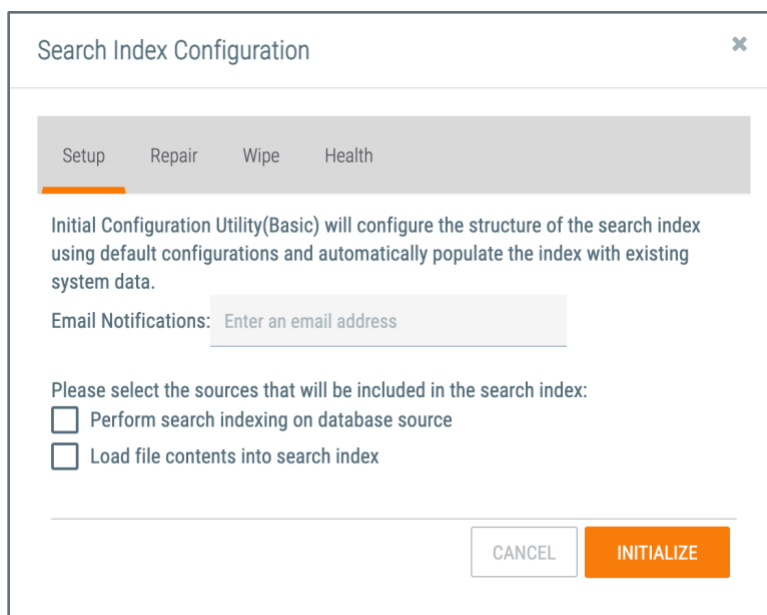 Search Index Configuration
Setup Repair Wipe Health
Initial Configuration Utility(Basic) will configure the structure of the search index
using default configurations and automatically populate the index with existing
system data.
Email Notifications: Enter an email address
Please select the sources that will be included in the search index:
Perform search indexing on database source
Load file contents into search index
CANCEL INITIALIZE